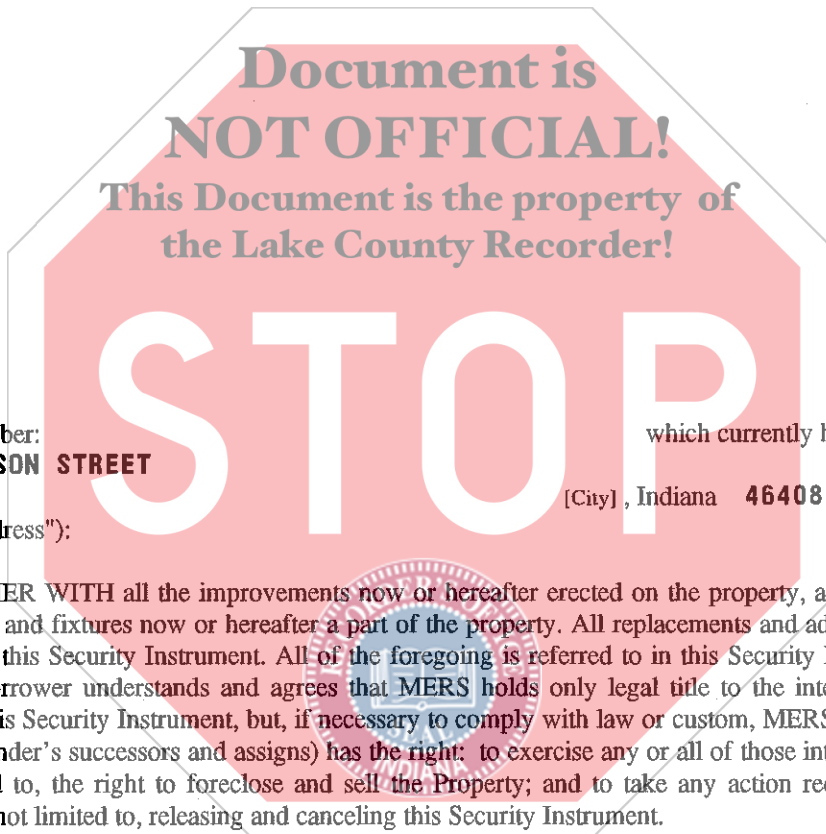 Document is
NOT OFFICIAL!
This Document is the property of
the Lake County Recorder!
STOP
ber: which currently h
SON STREET
[City] , Indiana 46408
ress"):
ER WITH all the improvements now or hereafter erected on the property, a
and fixtures now or hereafter a part of the property. All replacements and ad
this Security Instrument. All of the foregoing is referred to in this Security
rrower understands and agrees that MERS holds only legal title to the inte
is Security Instrument, but, if necessary to comply with law or custom, MERS
nder's successors and assigns) has the right: to exercise any or all of those int
to, the right to foreclose and sell the Property; and to take any action re
not limited to, releasing and canceling this Security Instrument.
RECORDER'S OF
SEAL
INDIANA